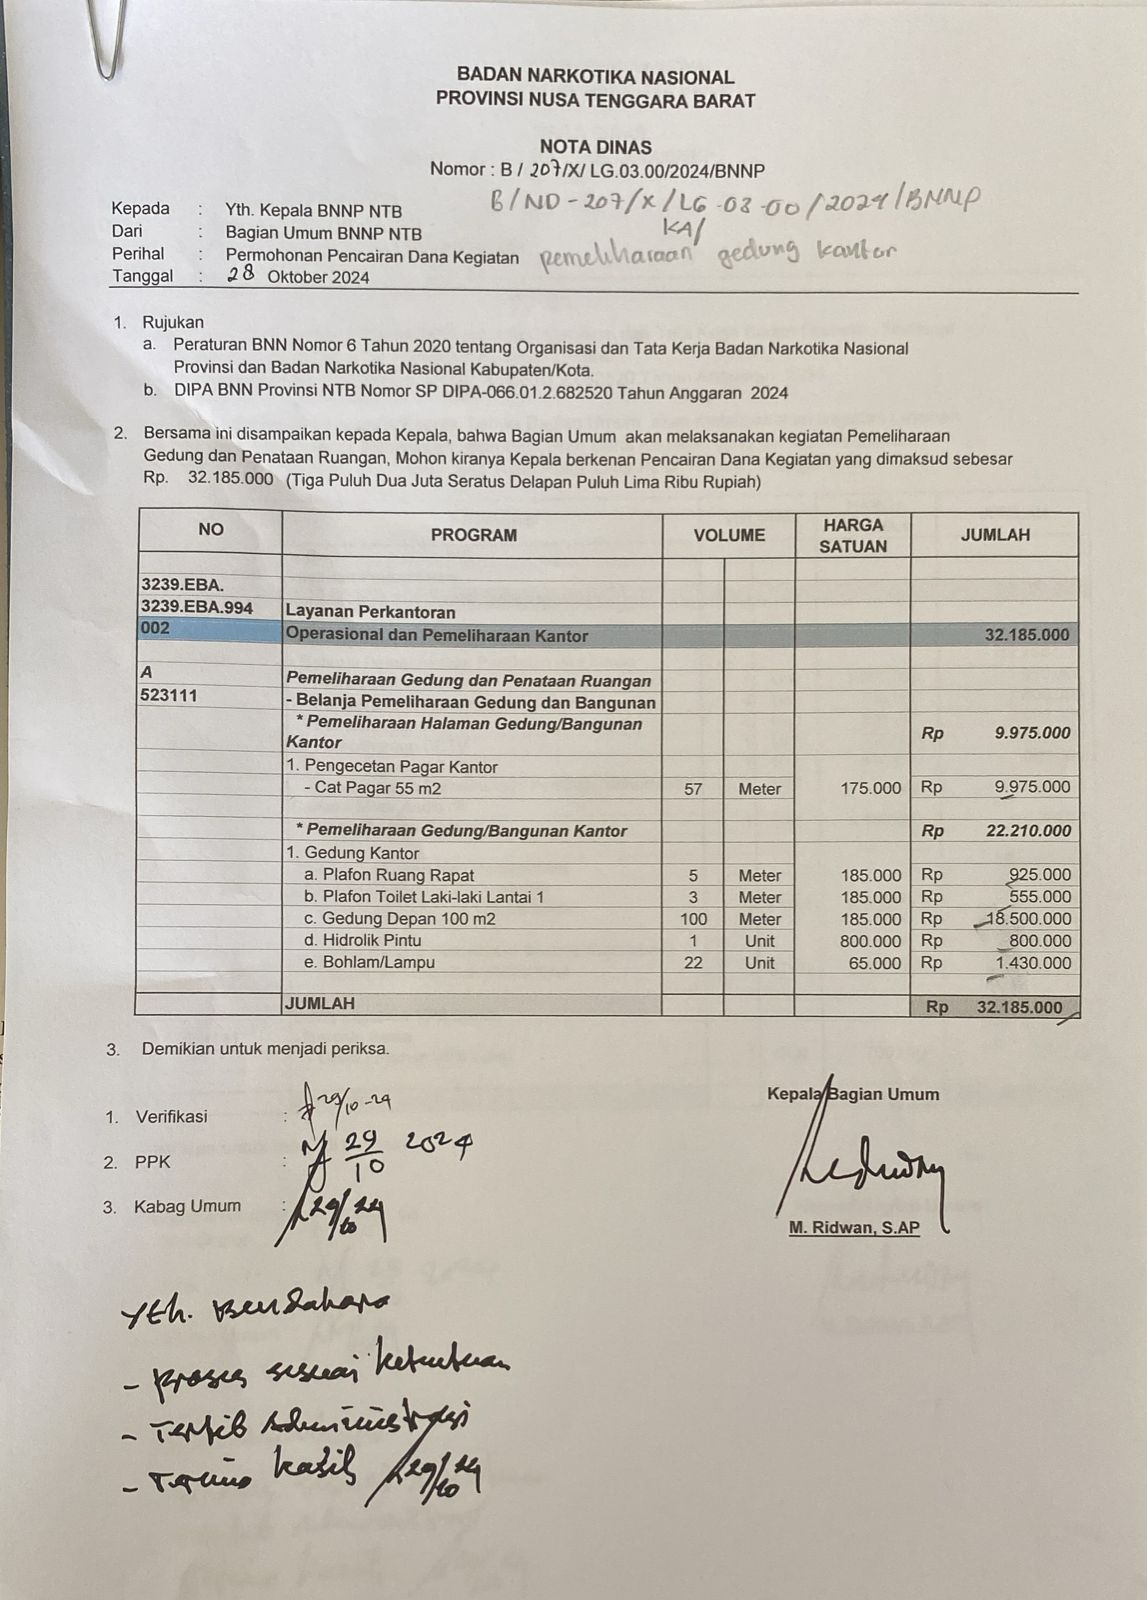 BADAN NARKOTIKA NASIONAL
PROVINSI NUSA TENGGARA BARAT
NOTA DINAS
Nomor : B / 207/X/ LG.03.00/2024/BNNP
B/ND-207/X/LG.03.00/2024/BNNP
KA/
Kepada : Yth. Kepala BNNP NTB
Dari : Bagian Umum BNNP NTB
Perihal : Permohonan Pencairan Dana Kegiatan pemeliharaan gedung kantor
Tanggal : 28 Oktober 2024
1. Rujukan
a. Peraturan BNN Nomor 6 Tahun 2020 tentang Organisasi dan Tata Kerja Badan Narkotika Nasional
Provinsi dan Badan Narkotika Nasional Kabupaten/Kota.
b. DIPA BNN Provinsi NTB Nomor SP DIPA-066.01.2.682520 Tahun Anggaran 2024
2. Bersama ini disampaikan kepada Kepala, bahwa Bagian Umum akan melaksanakan kegiatan Pemeliharaan
Gedung dan Penataan Ruangan, Mohon kiranya Kepala berkenan Pencairan Dana Kegiatan yang dimaksud sebesar
Rp. 32.185.000 (Tiga Puluh Dua Juta Seratus Delapan Puluh Lima Ribu Rupiah)
NO PROGRAM VOLUME HARGA SATUAN JUMLAH
3239.EBA.
3239.EBA.994 Layanan Perkantoran
002 Operasional dan Pemeliharaan Kantor 32.185.000
A Pemeliharaan Gedung dan Penataan Ruangan
523111 - Belanja Pemeliharaan Gedung dan Bangunan
* Pemeliharaan Halaman Gedung/Bangunan
Kantor Rp 9.975.000
1. Pengecetan Pagar Kantor
- Cat Pagar 55 m2 57 Meter 175.000 Rp 9.975.000
* Pemeliharaan Gedung/Bangunan Kantor Rp 22.210.000
1. Gedung Kantor
a. Plafon Ruang Rapat 5 Meter 185.000 Rp 925.000
b. Plafon Toilet Laki-laki Lantai 1 3 Meter 185.000 Rp 555.000
c. Gedung Depan 100 m2 100 Meter 185.000 Rp 18.500.000
d. Hidrolik Pintu 1 Unit 800.000 Rp 800.000
e. Bohlam/Lampu 22 Unit 65.000 Rp 1.430.000
JUMLAH Rp 32.185.000
3. Demikian untuk menjadi periksa.
Kepala Bagian Umum
1. Verifikasi : 29/10-24
2. PPK : 29/10 2024
3. Kabag Umum : 29/10 24
M. Ridwan, S.AP
Yth. Bendahara
- Proses sesuai ketentuan
- Tertib Administrasi
- Terima kasih 29/10 24